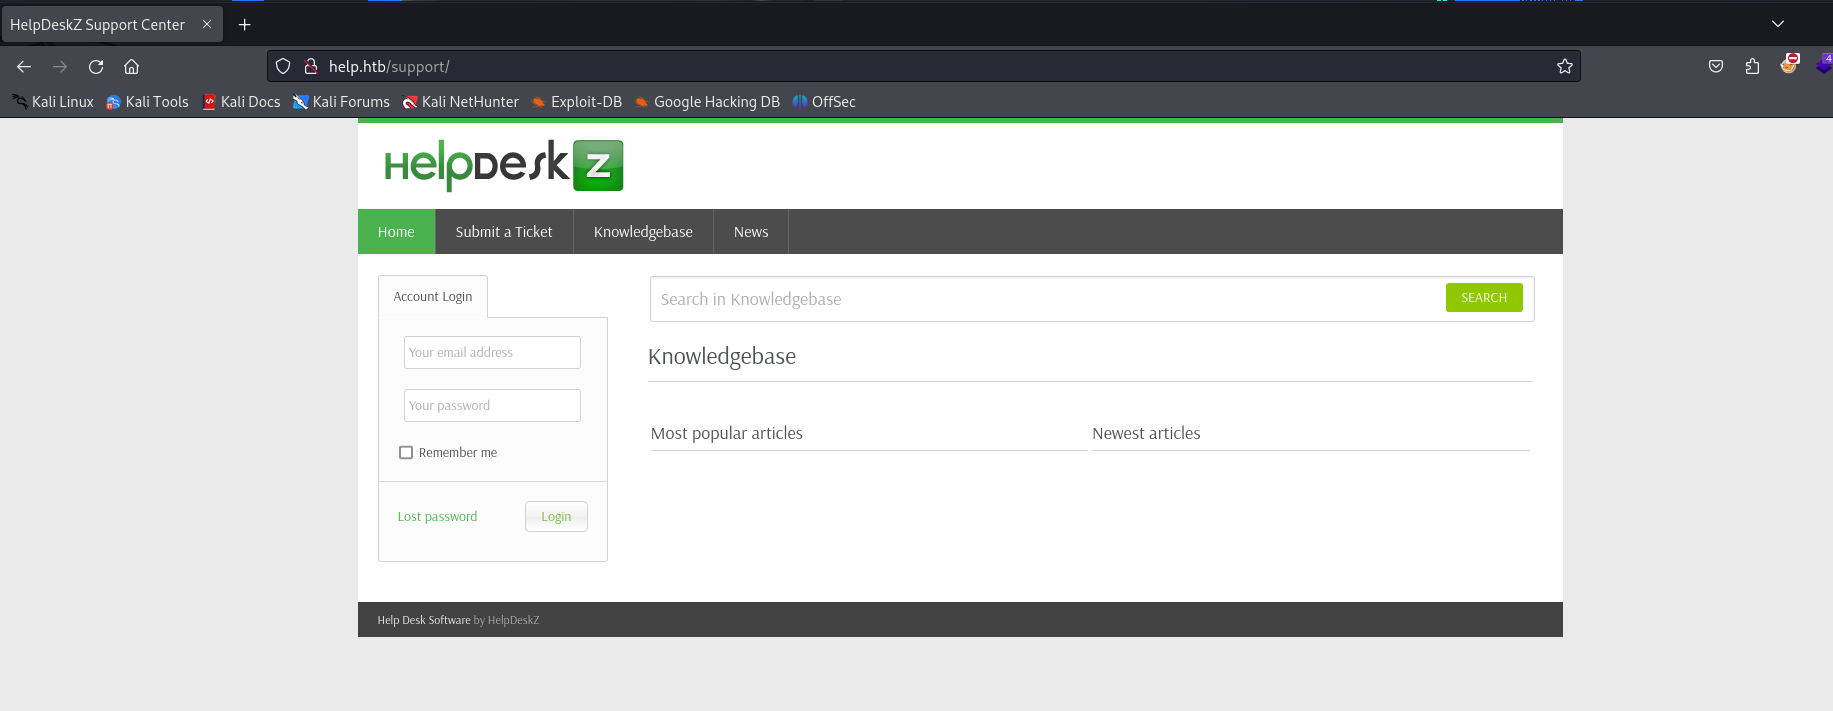 HelpDeskZ Support Center
help.htb/support/
4
Kali Linux Kali Tools Kali Docs Kali Forums Kali NetHunter Exploit-DB Google Hacking DB OffSec
HelpDeskZ
Home Submit a Ticket Knowledgebase News
Account Login
Your email address
Your password
Remember me
Lost password Login
Search in Knowledgebase SEARCH
Knowledgebase
Most popular articles Newest articles
Help Desk Software by HelpDeskZ